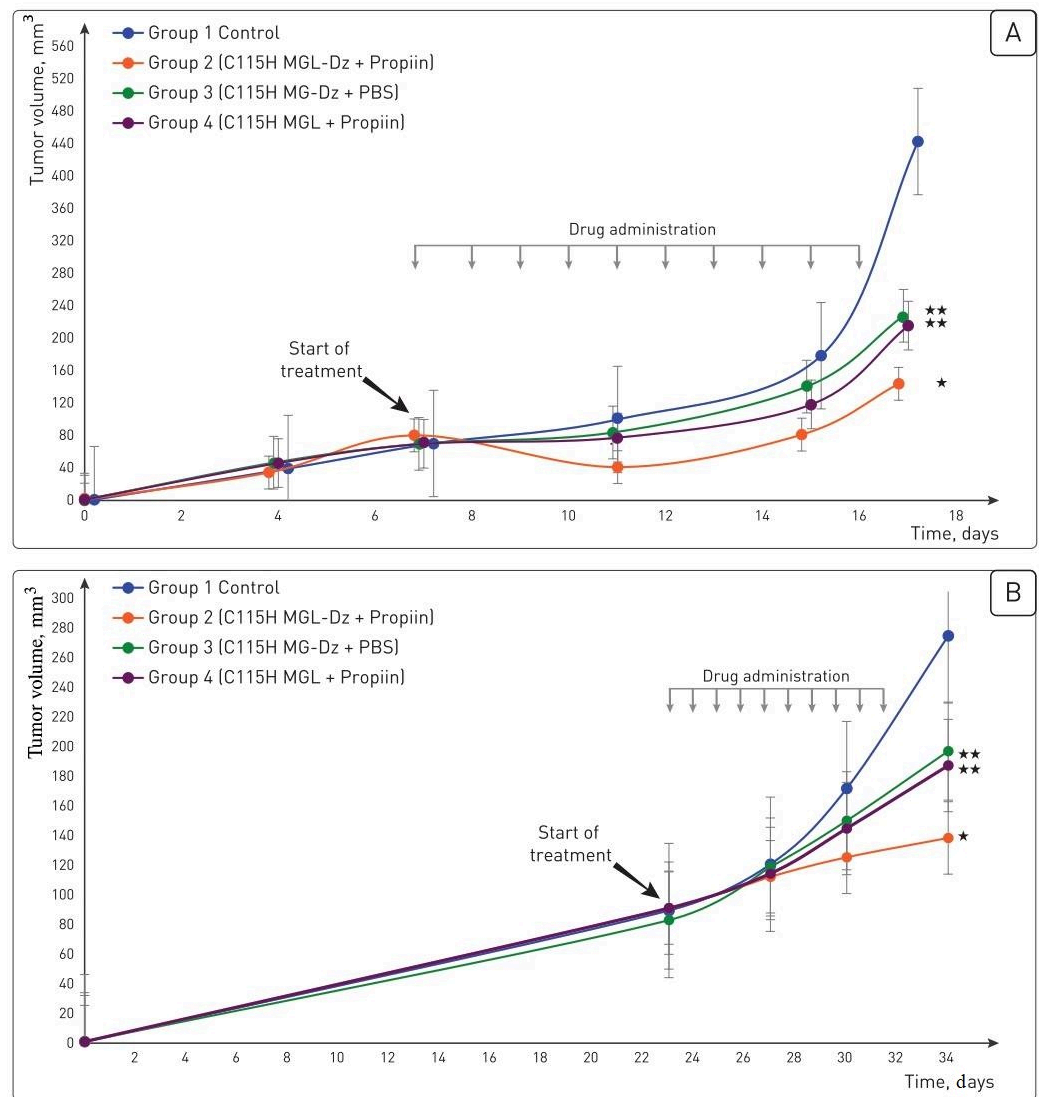 Tumor volume, mm³
A
Group 1 Control
Group 2 (C115H MGL-Dz + Propiin)
Group 3 (C115H MG-Dz + PBS)
Group 4 (C115H MGL + Propiin)
560
520
480
440
400
360
320
280
240
200
160
120
80
40
0
Drug administration
Start of
treatment
★★
★★
★
0 2 4 6 8 10 12 14 16 18
Time, days
Tumor volume, mm³
B
Group 1 Control
Group 2 (C115H MGL-Dz + Propiin)
Group 3 (C115H MG-Dz + PBS)
Group 4 (C115H MGL + Propiin)
300
280
260
240
220
200
180
160
140
120
100
80
60
40
20
0
Drug administration
Start of
treatment
★★
★★
★
2 4 6 8 10 12 14 16 18 20 22 24 26 28 30 32 34
Time, days